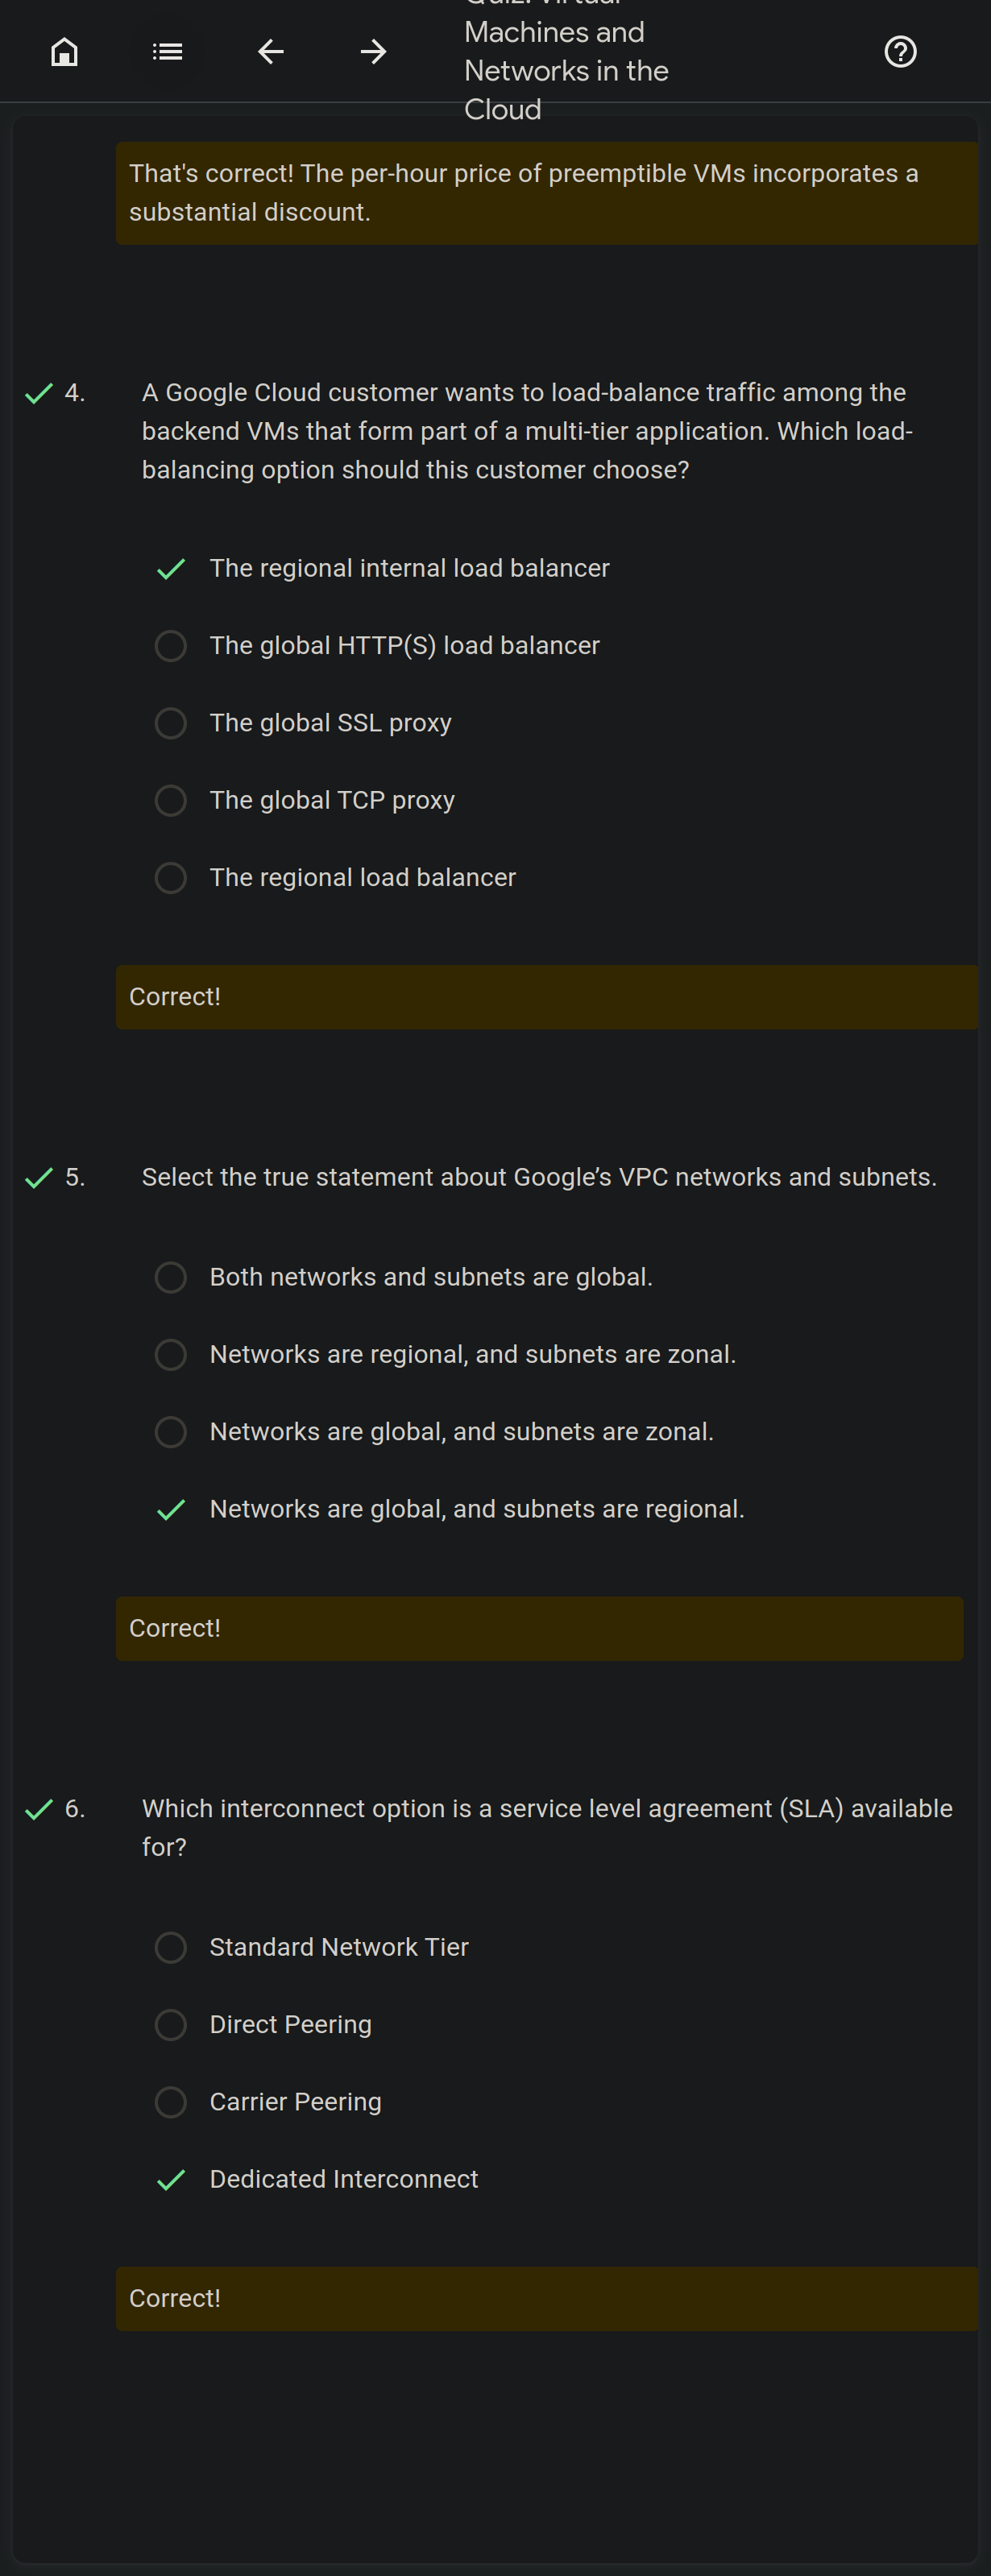 Quiz: Virtual
Machines and
Networks in the
Cloud
That's correct! The per-hour price of preemptible VMs incorporates a
substantial discount.
4.
A Google Cloud customer wants to load-balance traffic among the
backend VMs that form part of a multi-tier application. Which load-
balancing option should this customer choose?
The regional internal load balancer
The global HTTP(S) load balancer
The global SSL proxy
The global TCP proxy
The regional load balancer
Correct!
5.
Select the true statement about Google’s VPC networks and subnets.
Both networks and subnets are global.
Networks are regional, and subnets are zonal.
Networks are global, and subnets are zonal.
Networks are global, and subnets are regional.
Correct!
6.
Which interconnect option is a service level agreement (SLA) available
for?
Standard Network Tier
Direct Peering
Carrier Peering
Dedicated Interconnect
Correct!